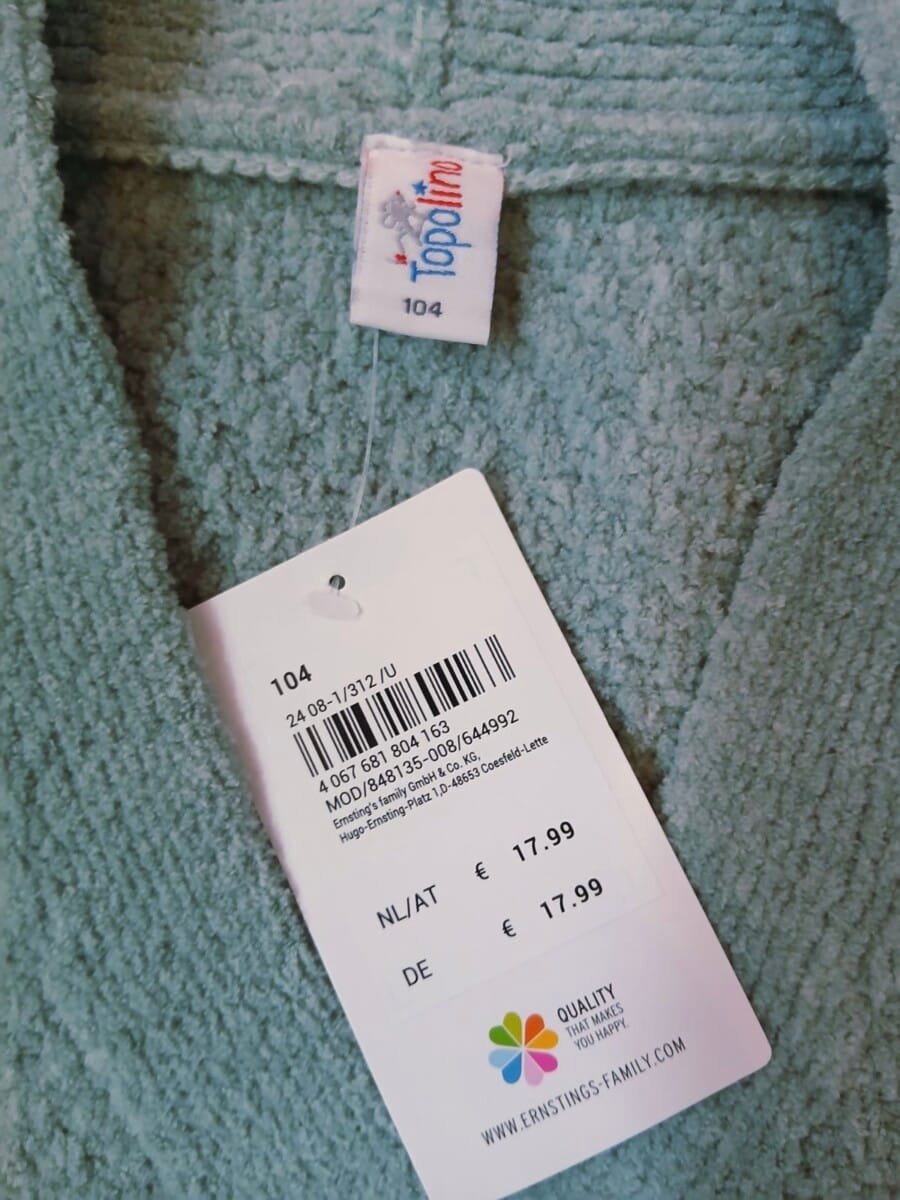 Topolino
104
104
24 08-1/312 /U
4 067 681 804 163
MOD/848135-008/644992
Ernsting's family GmbH & Co. KG,
Hugo-Ernsting-Platz 1,D-48653 Coesfeld-Lette
NL/AT € 17.99
DE € 17.99
QUALITY
THAT MAKES
YOU HAPPY.
WWW.ERNSTINGS-FAMILY.COM